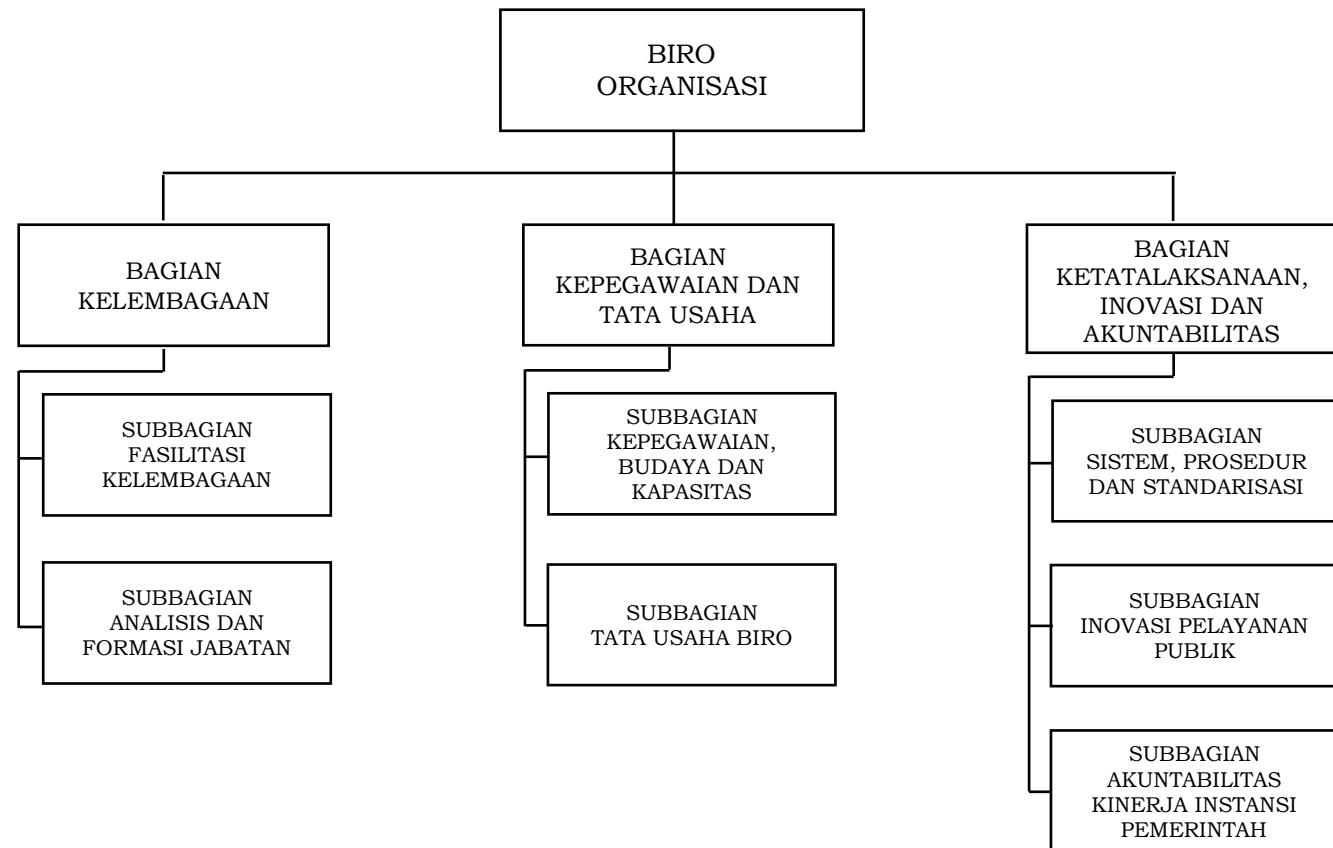 BIRO
ORGANISASI
BAGIAN
KELEMBAGAAN
BAGIAN
KEPEGAWAIAN DAN
TATA USAHA
BAGIAN
KETATALAKSANAAN,
INOVASI DAN
AKUNTABILITAS
SUBBAGIAN
FASILITASI
KELEMBAGAAN
SUBBAGIAN
ANALISIS DAN
FORMASI JABATAN
SUBBAGIAN
KEPEGAWAIAN,
BUDAYA DAN
KAPASITAS
SUBBAGIAN
TATA USAHA BIRO
SUBBAGIAN
SISTEM, PROSEDUR
DAN STANDARISASI
SUBBAGIAN
INOVASI PELAYANAN
PUBLIK
SUBBAGIAN
AKUNTABILITAS
KINERJA INSTANSI
PEMERINTAH